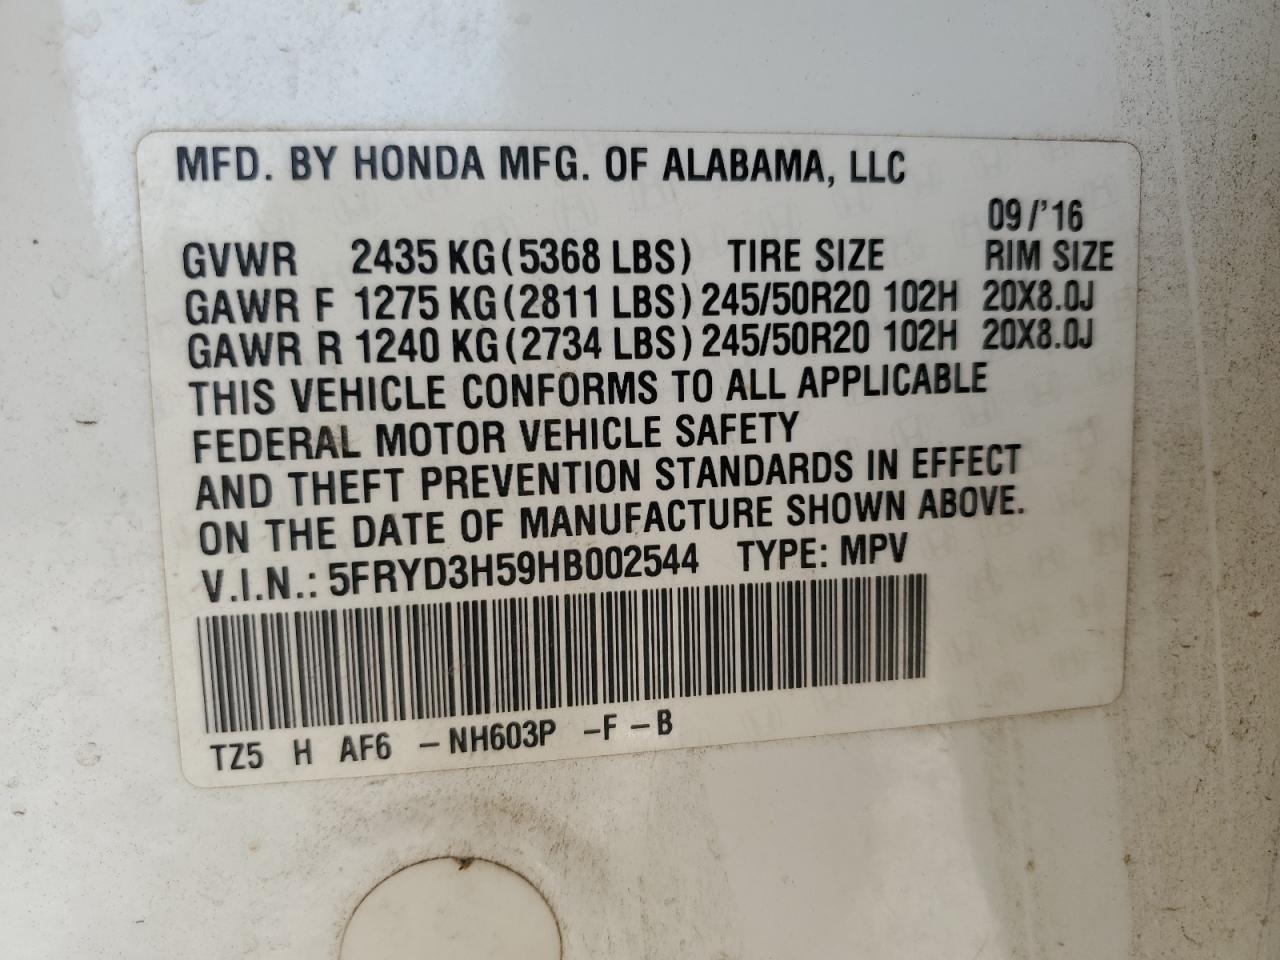 MFD. BY HONDA MFG. OF ALABAMA, LLC
09/'16
GVWR 2435 KG(5368 LBS) TIRE SIZE RIM SIZE
GAWR F 1275 KG(2811 LBS) 245/50R20 102H 20X8.0J
GAWR R 1240 KG(2734 LBS) 245/50R20 102H 20X8.0J
THIS VEHICLE CONFORMS TO ALL APPLICABLE
FEDERAL MOTOR VEHICLE SAFETY
AND THEFT PREVENTION STANDARDS IN EFFECT
ON THE DATE OF MANUFACTURE SHOWN ABOVE.
V.I.N.: 5FRYD3H59HB002544 TYPE: MPV
TZ5 H AF6 -NH603P -F-B